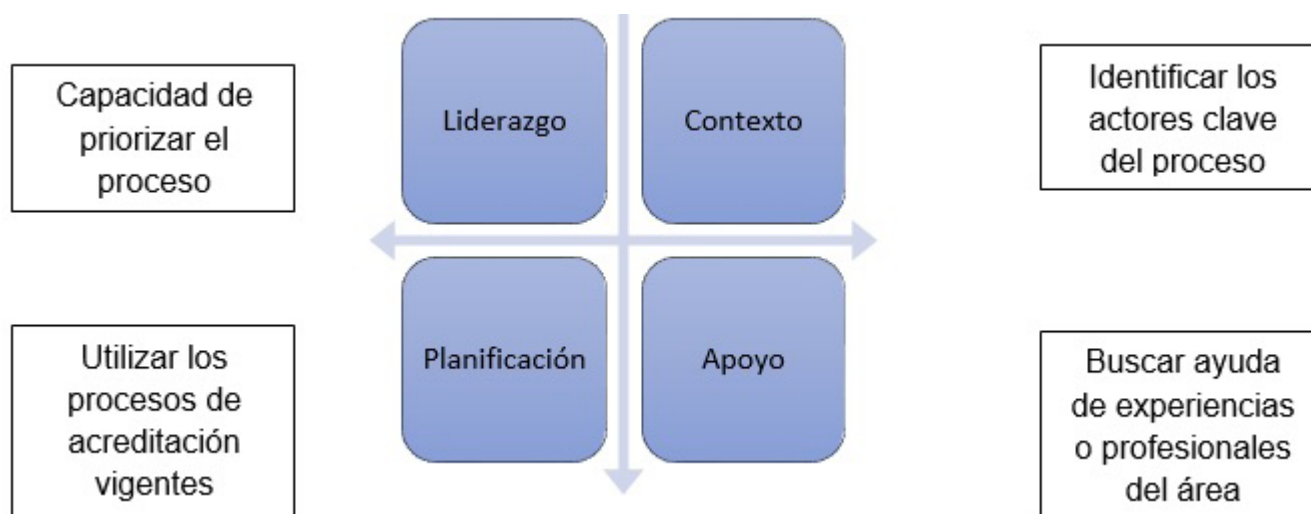 Capacidad de
priorizar el
proceso
Liderazgo
Contexto
Identificar los
actores clave
del proceso
Utilizar los
procesos de
acreditación
vigentes
Planificación
Apoyo
Buscar ayuda
de experiencias
o profesionales
del área